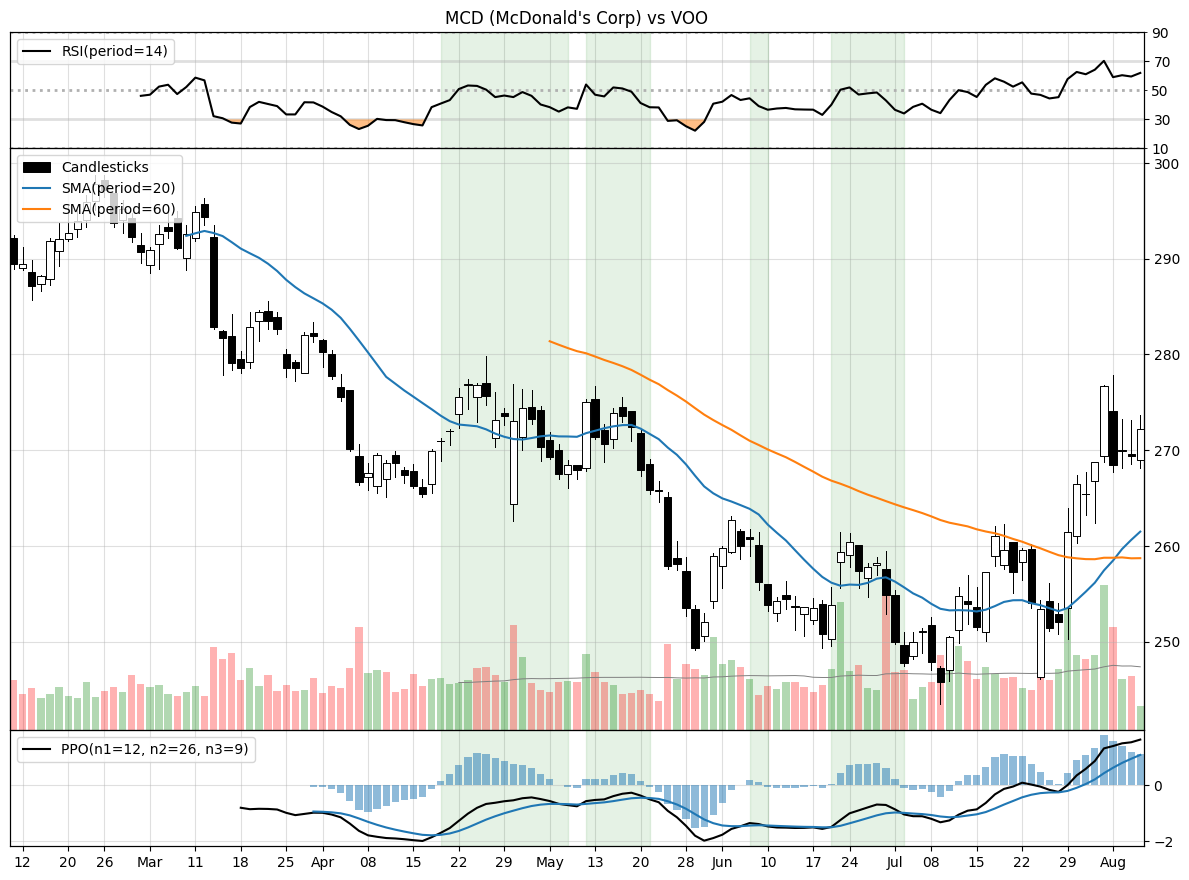 MCD (McDonald's Corp) vs VOO
RSI(period=14)
90
70
50
30
10
Candlesticks
SMA(period=20)
SMA(period=60)
300
290
280
270
260
250
PPO(n1=12, n2=26, n3=9)
0
−2
12 20 26 Mar 11 18 25 Apr 08 15 22 29 May 13 20 28 Jun 10 17 24 Jul 08 15 22 29 Aug